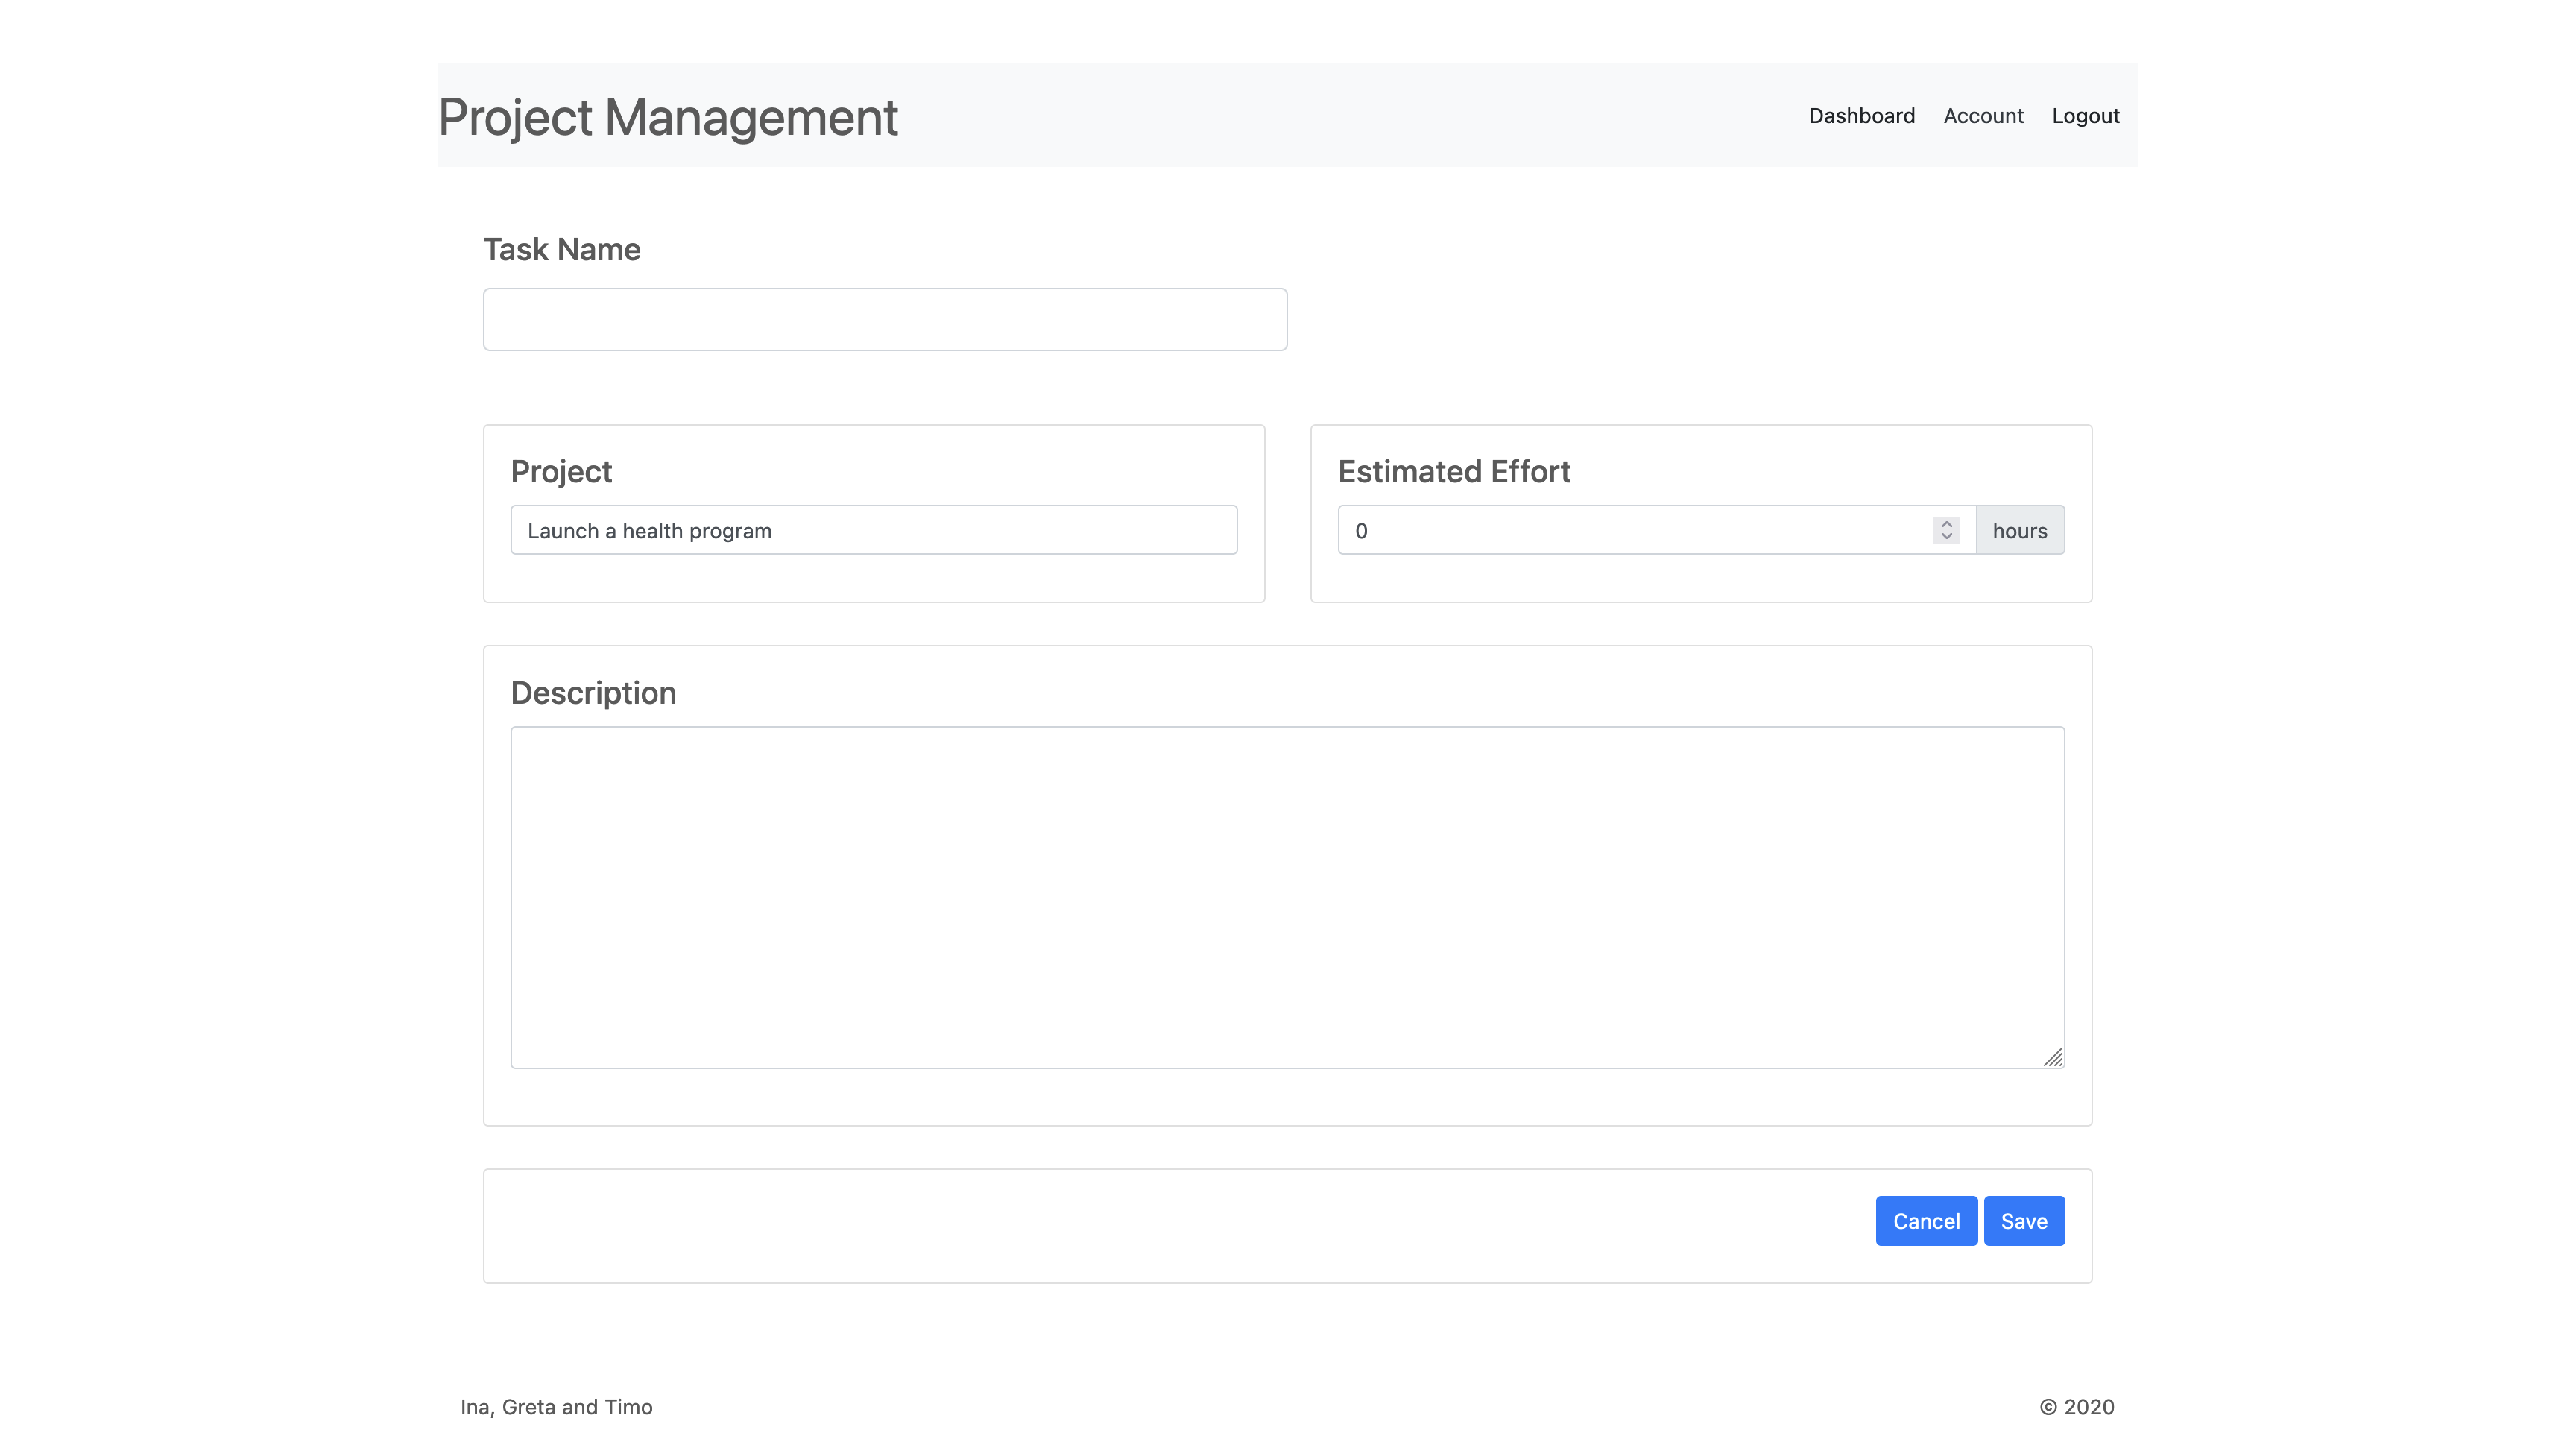 Project Management
Dashboard Account Logout
Task Name
Project
Launch a health program
Estimated Effort
0 hours
Description
Cancel Save
Ina, Greta and Timo
© 2020